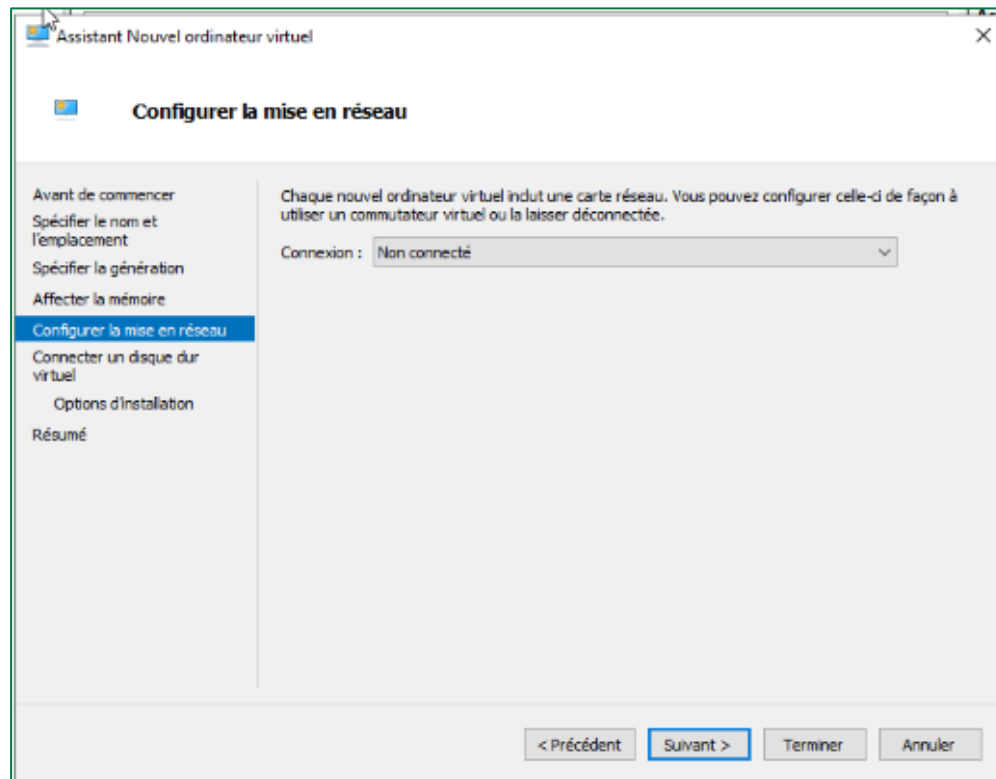 Assistant Nouvel ordinateur virtuel
Configurer la mise en réseau
Avant de commencer
Spécifier le nom et
l'emplacement
Spécifier la génération
Affecter la mémoire
Configurer la mise en réseau
Connecter un disque dur
virtuel
Options d'installation
Résumé
Chaque nouvel ordinateur virtuel inclut une carte réseau. Vous pouvez configurer celle-ci de façon à
utiliser un commutateur virtuel ou la laisser déconnectée.
Connexion : Non connecté
< Précédent Suivant > Terminer Annuler